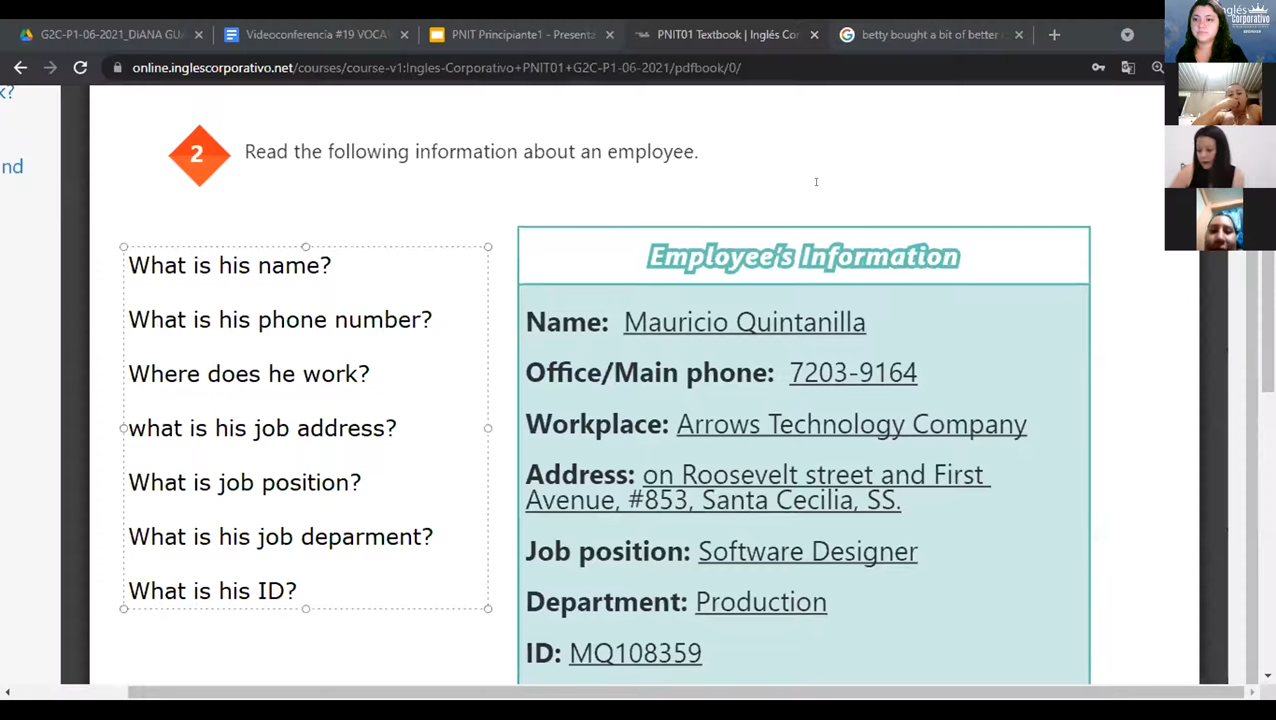 G2C-P1-06-2021_DiANA GUA
Videoconferencia #19 VOCA
PNIT Principiante1 - Presenta
PNIT01 Textbook | Inglés Cor
betty bought a bit of better
online.inglescorporativo.net/courses/course-v1:Ingles-Corporativo+PNIT01+G2C-P1-06-2021/pdfbook/0/
Inglés
Corporativo
k?
nd
2
Read the following information about an employee.
What is his name?
What is his phone number?
Where does he work?
what is his job address?
What is job position?
What is his job deparment?
What is his ID?
Employee's Information
Name: Mauricio Quintanilla
Office/Main phone: 7203-9164
Workplace: Arrows Technology Company
Address: on Roosevelt street and First
Avenue, #853, Santa Cecilia, SS.
Job position: Software Designer
Department: Production
ID: MQ108359